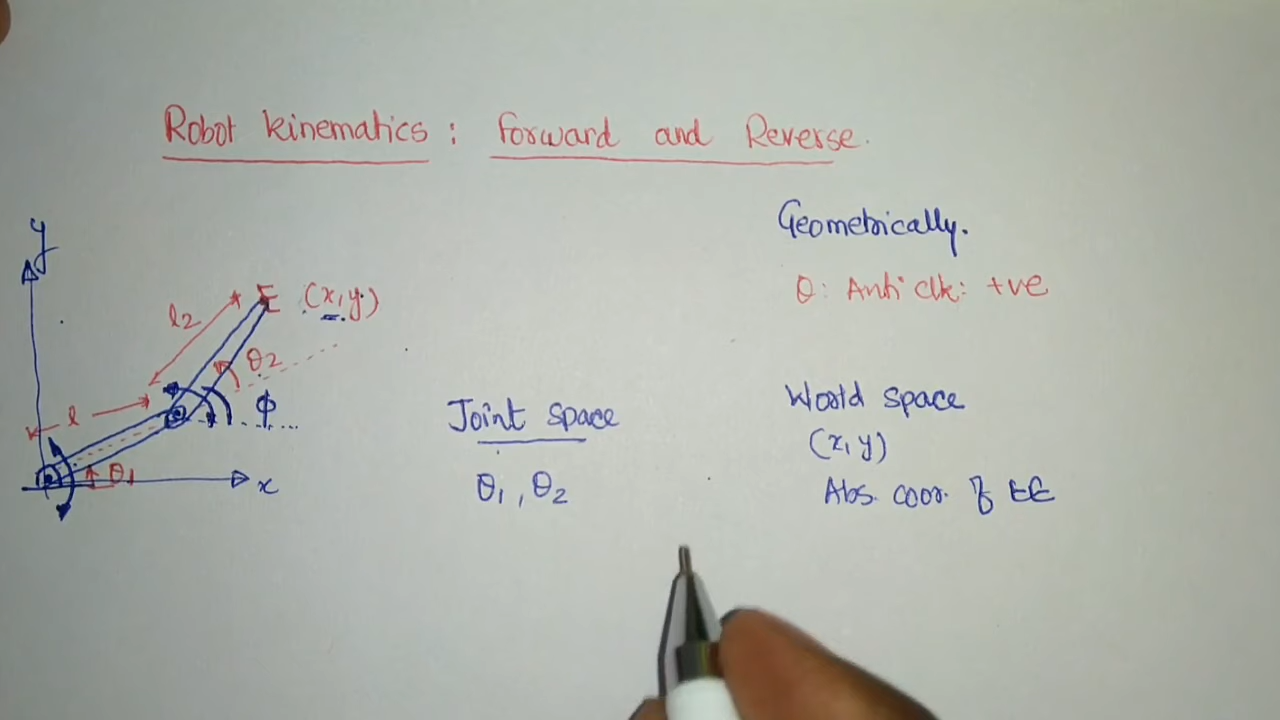 Robot kinematics : Forward and Reverse.
Geometrically.
θ: Anti clk: +ve
y
l2
(x,y)
θ2
l
ϕ
θ1
x
Joint space
θ1, θ2
World space
(x, y)
Abs. coor. of EE